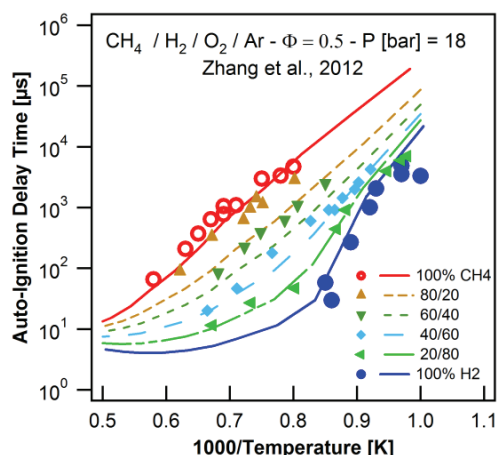 CH4 / H2 / O2 / Ar - Φ = 0.5 - P [bar] = 18
Zhang et al., 2012
Auto-Ignition Delay Time [µs]
10^6
10^5
10^4
10^3
10^2
10^1
10^0
100% CH4
80/20
60/40
40/60
20/80
100% H2
0.5 0.6 0.7 0.8 0.9 1.0 1.1
1000/Temperature [K]